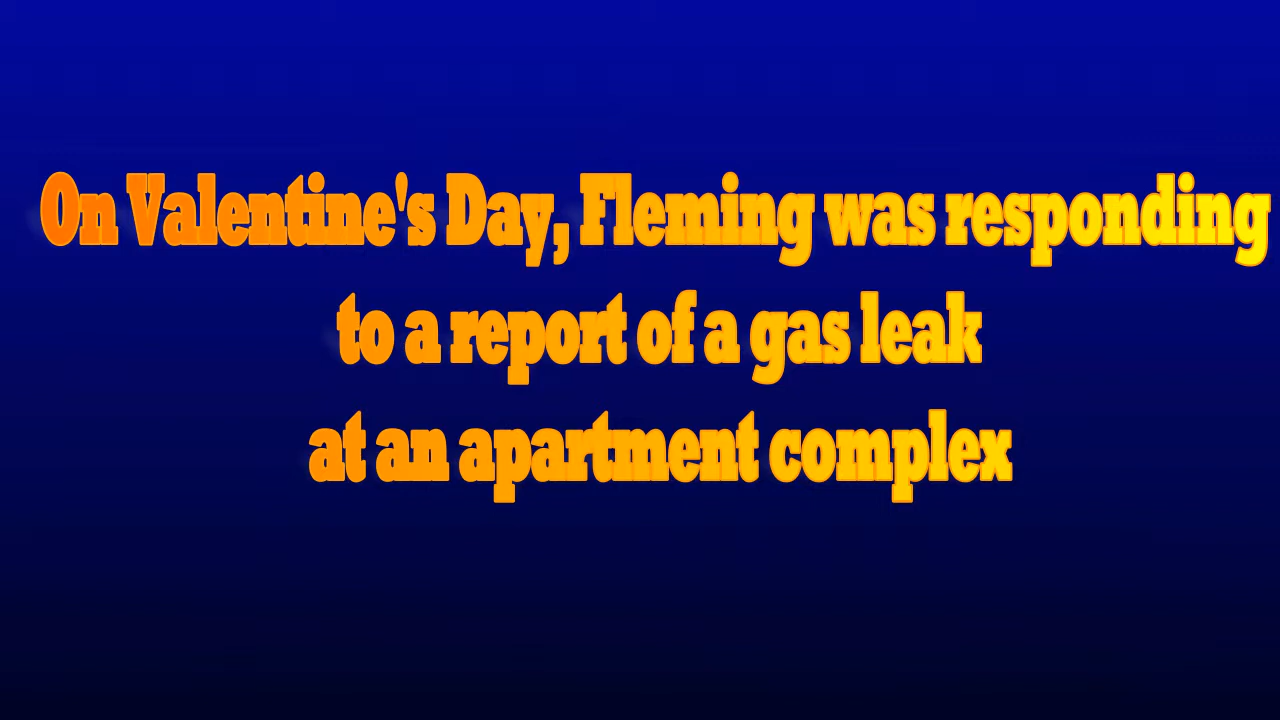 On Valentine's Day, Fleming was responding
to a report of a gas leak
at an apartment complex